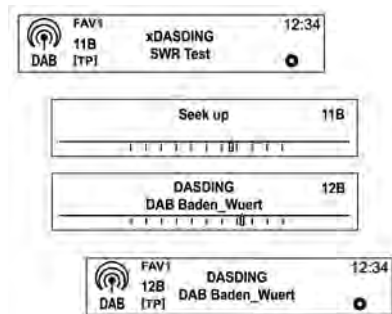 FAV1 12:34
11B xDASDING
DAB [TP] SWR Test
Seek up 11B
DASDING 12B
DAB Baden_Wuert
FAV1 12:34
12B DASDING
DAB [TP] DAB Baden_Wuert